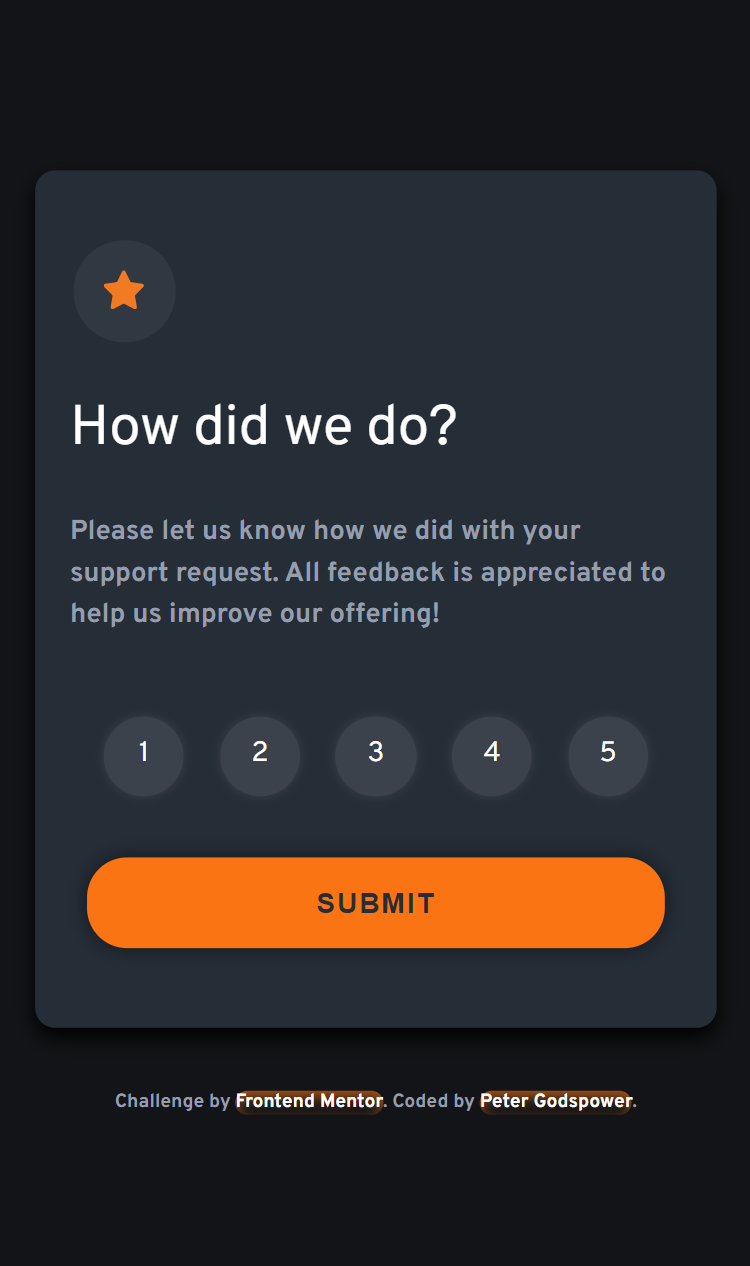 How did we do?
Please let us know how we did with your
support request. All feedback is appreciated to
help us improve our offering!
1 2 3 4 5
SUBMIT
Challenge by Frontend Mentor. Coded by Peter Godspower.